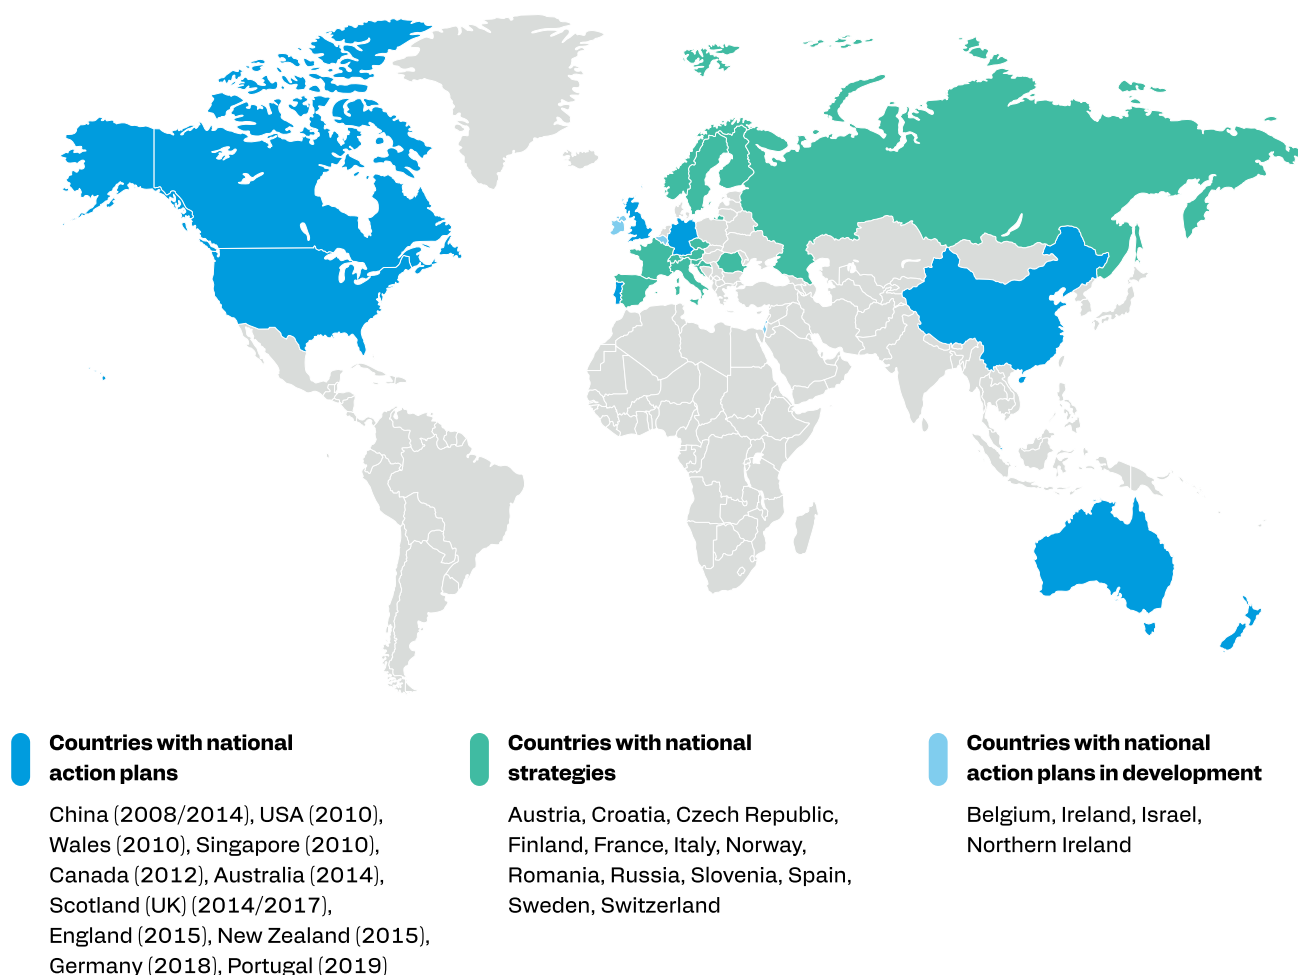 Countries with national
action plans
China (2008/2014), USA (2010),
Wales (2010), Singapore (2010),
Canada (2012), Australia (2014),
Scotland (UK) (2014/2017),
England (2015), New Zealand (2015),
Germany (2018), Portugal (2019)
Countries with national
strategies
Austria, Croatia, Czech Republic,
Finland, France, Italy, Norway,
Romania, Russia, Slovenia, Spain,
Sweden, Switzerland
Countries with national
action plans in development
Belgium, Ireland, Israel,
Northern Ireland